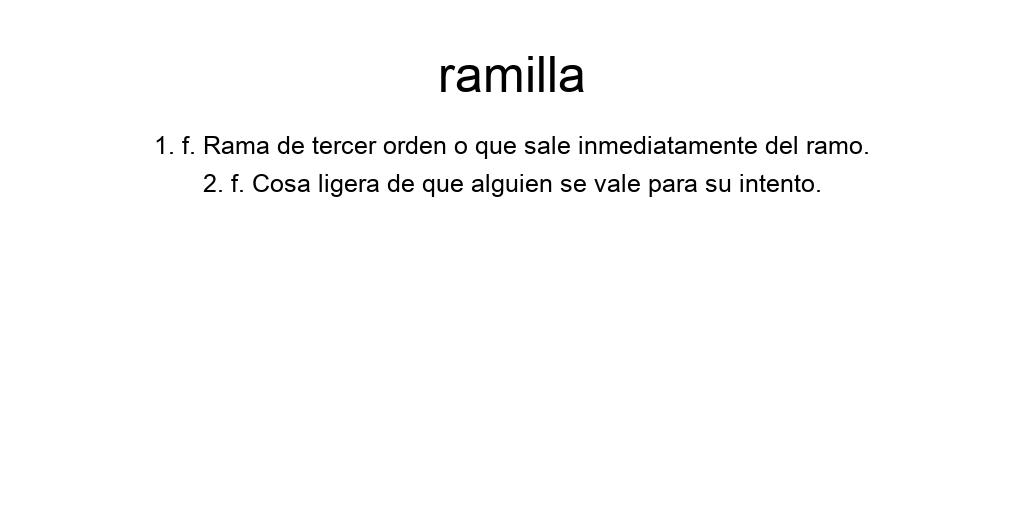 ramilla
1. f. Rama de tercer orden o que sale inmediatamente del ramo.
2. f. Cosa ligera de que alguien se vale para su intento.